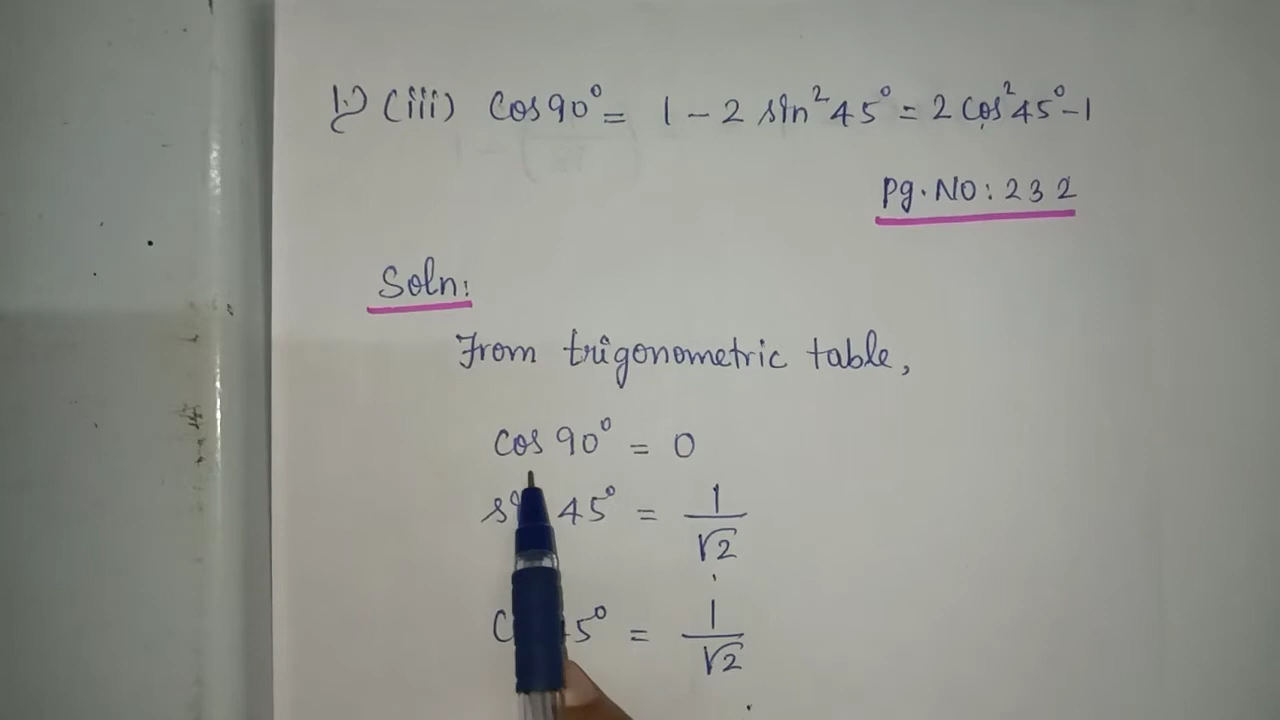 1.) (iii) Cos 90° = 1 - 2 sin² 45° = 2 Cos² 45° - 1
Pg. NO: 232
Soln:
From trigonometric table,
cos 90° = 0
45° = 1/√2
5° = 1/√2